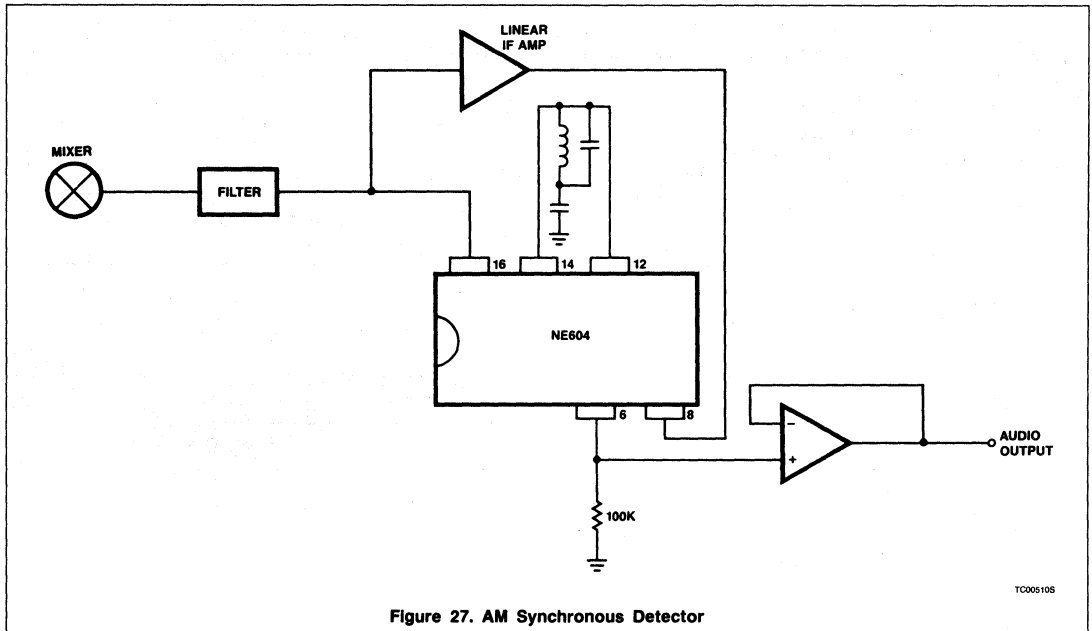 LINEAR
IF AMP
MIXER
FILTER
16
14
12
NE604
6
8
AUDIO
OUTPUT
−
+
100K
TC00510S
Figure 27. AM Synchronous Detector